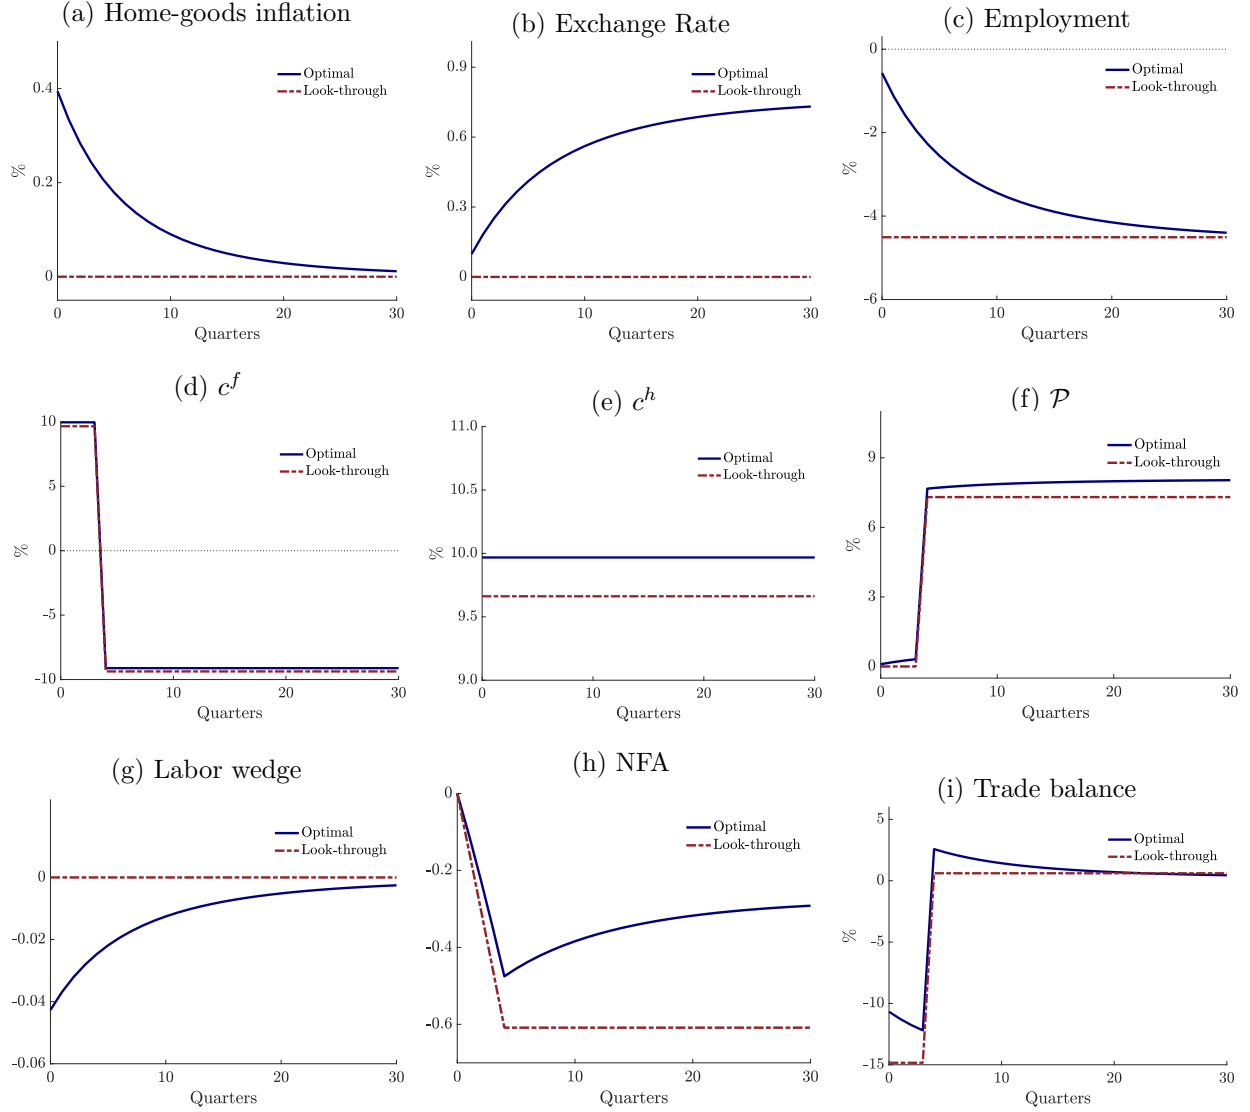 (a) Home-goods inflation
Optimal
Look-through
0.4
0.2
0
%
0
10
20
30
Quarters
(b) Exchange Rate
Optimal
Look-through
0.9
0.6
0.3
0
%
0
10
20
30
Quarters
(c) Employment
Optimal
Look-through
0
-2
-4
-6
%
0
10
20
30
Quarters
(d) c^f
Optimal
Look-through
10
5
0
-5
-10
%
0
10
20
30
Quarters
(e) c^h
Optimal
Look-through
11.0
10.5
10.0
9.5
9.0
%
0
10
20
30
Quarters
(f) 𝒫
Optimal
Look-through
9
6
3
0
%
0
10
20
30
Quarters
(g) Labor wedge
Optimal
Look-through
0
-0.02
-0.04
-0.06
0
10
20
30
Quarters
(h) NFA
Optimal
Look-through
0
-0.2
-0.4
-0.6
0
10
20
30
Quarters
(i) Trade balance
Optimal
Look-through
5
0
-5
-10
-15
%
0
10
20
30
Quarters